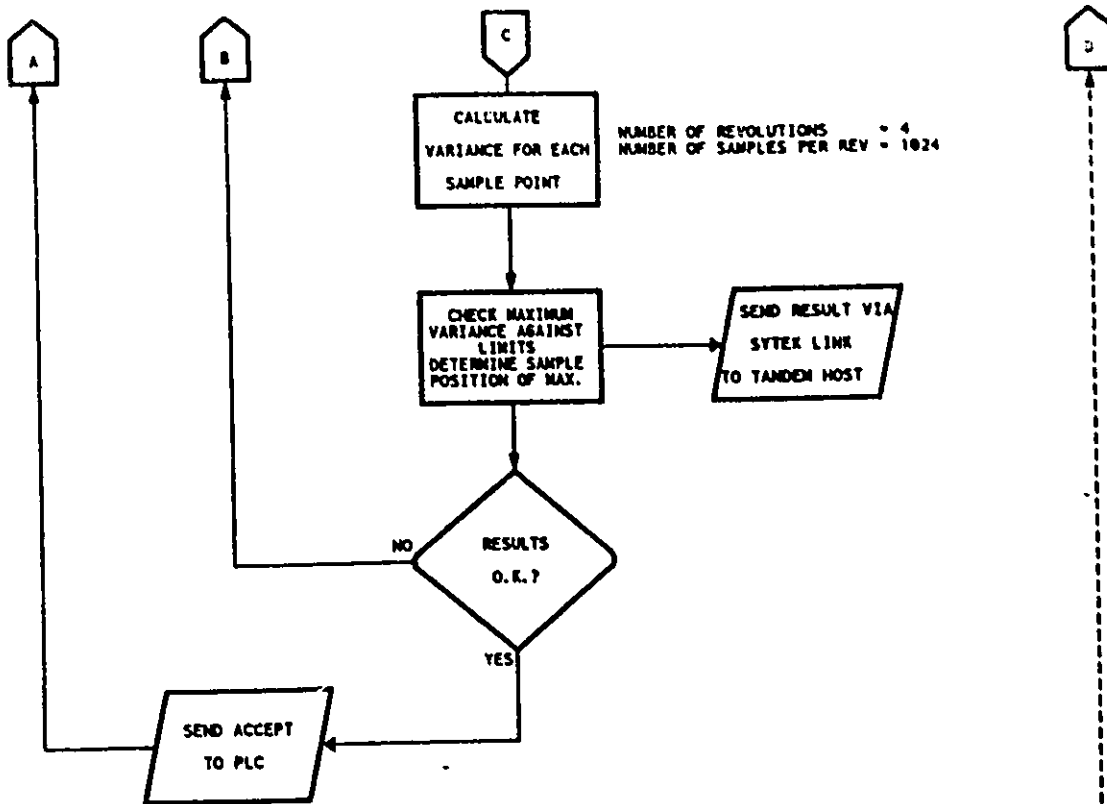 A
B
C
D
CALCULATE
VARIANCE FOR EACH
SAMPLE POINT
NUMBER OF REVOLUTIONS = 4
NUMBER OF SAMPLES PER REV = 1024
CHECK MAXIMUM
VARIANCE AGAINST
LIMITS
DETERMINE SAMPLE
POSITION OF MAX.
SEND RESULT VIA
SYTEK LINK
TO TANDEM HOST
NO
RESULTS
O.K.?
YES
SEND ACCEPT
TO PLC